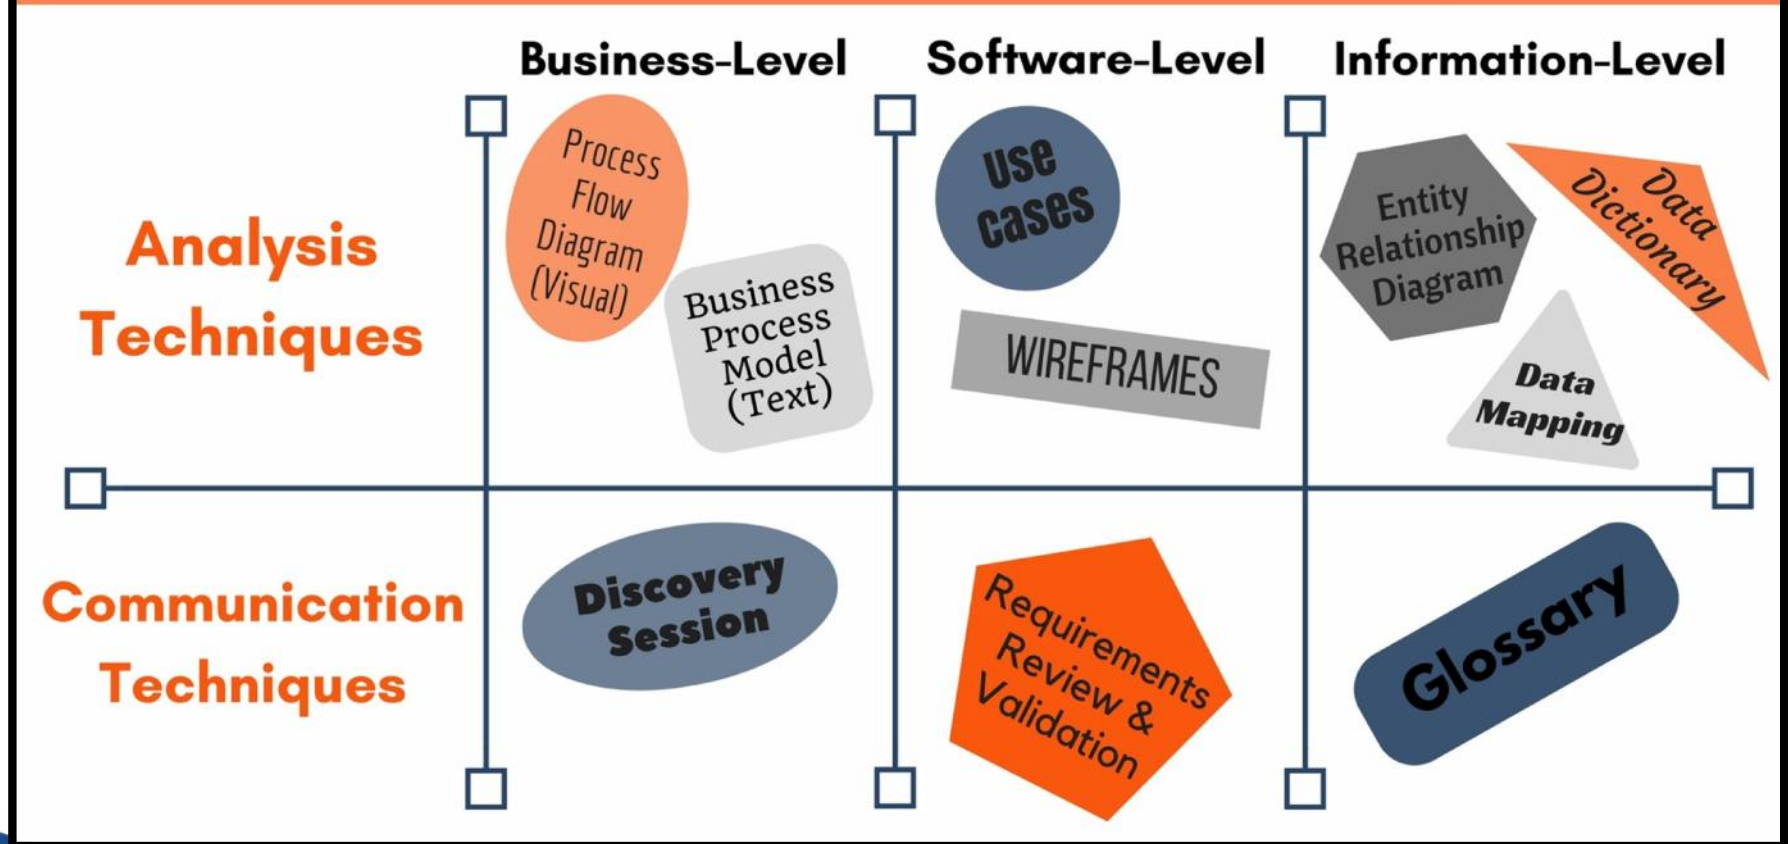 Business-Level
Software-Level
Information-Level
Analysis
Techniques
Process
Flow
Diagram
(Visual)
Business
Process
Model
(Text)
Use
cases
WIREFRAMES
Entity
Relationship
Diagram
Data
Dictionary
Data
Mapping
Communication
Techniques
Discovery
Session
Requirements
Review &
Validation
Glossary